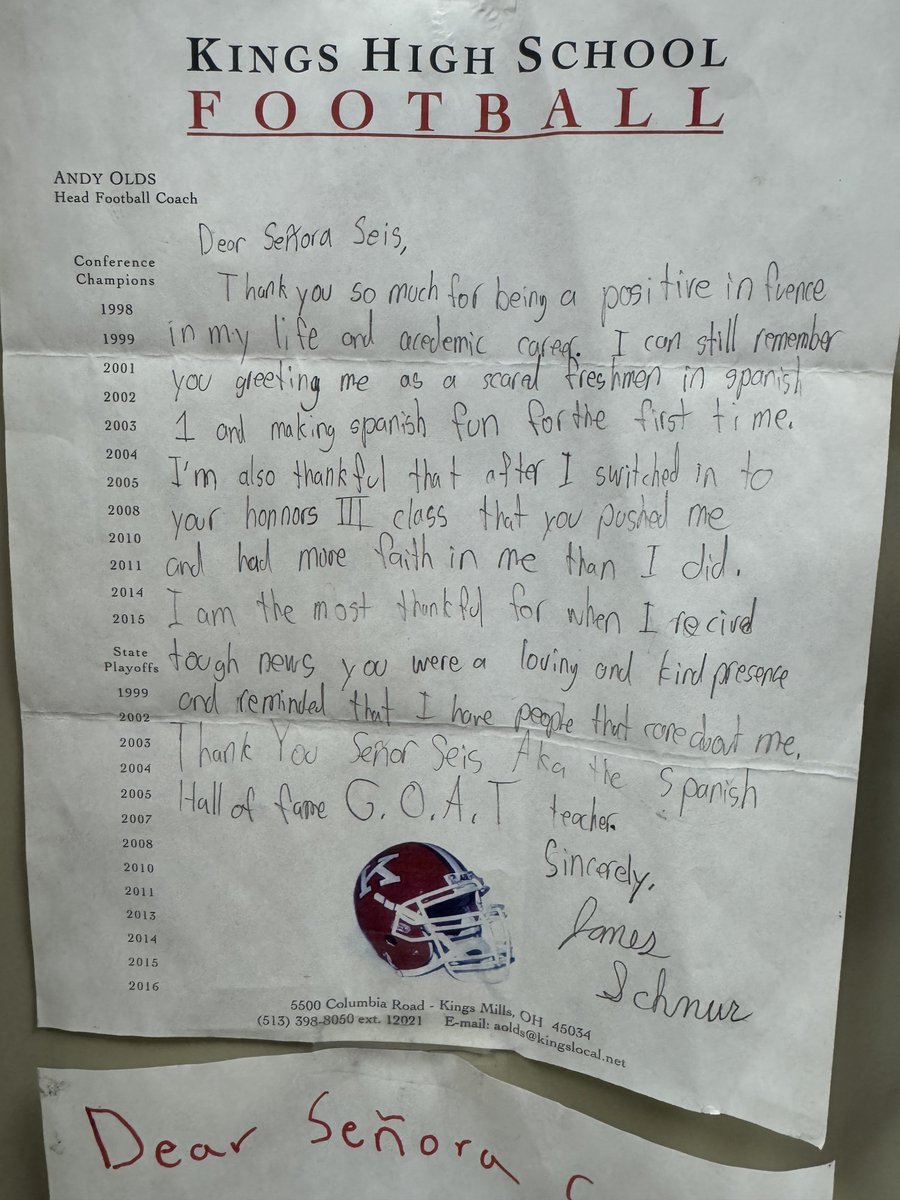 KINGS HIGH SCHOOL
FOOTBALL
ANDY OLDS
Head Football Coach
Conference
Champions
1998
1999
2001
2002
2003
2004
2005
2008
2010
2011
2014
2015
State
Playoffs
1999
2002
2003
2004
2005
2007
2008
2010
2011
2013
2014
2015
2016
Dear Señora Seis,
Thank you so much for being a positive influence
in my life and acedemic career. I can still remember
you greeting me as a scared freshmen in spanish
1 and making spanish fun for the first time.
I'm also thankful that after I switched in to
your honnors III class that you pushed me
and had more faith in me than I did.
I am the most thankful for when I recived
tough news you were a loving and kind presence
and reminded that I have people that care about me.
Thank You Señor Seis Aka the Spanish
Hall of fame G.O.A.T teacher.
Sincerely,
James
Schnur
K
5500 Columbia Road - Kings Mills, OH 45034
(513) 398-8050 ext. 12021 E-mail: aolds@kingslocal.net
Dear Señora